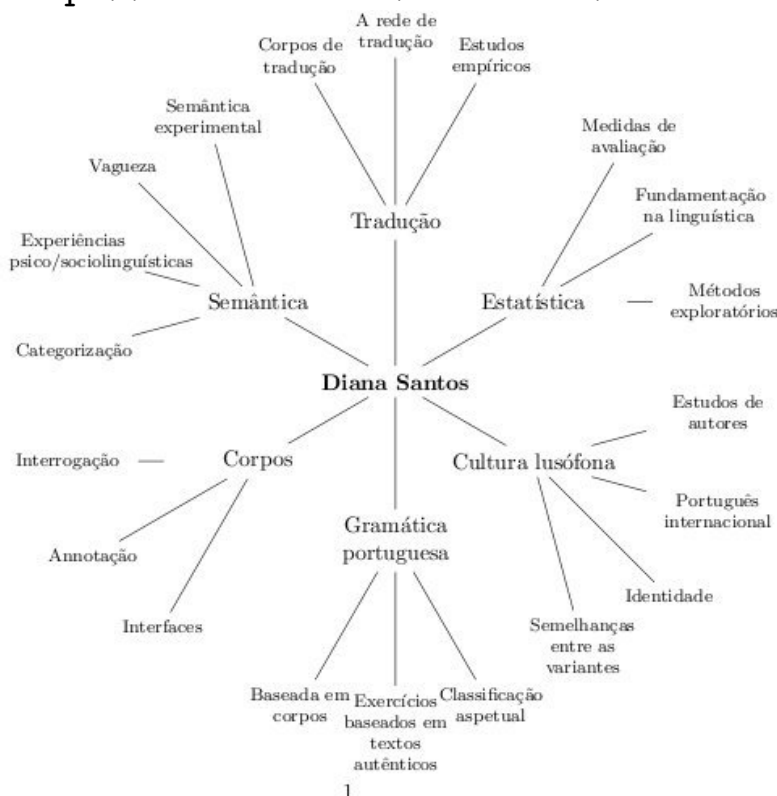 A rede de
tradução
Corpos de
tradução
Estudos
empíricos
Semântica
experimental
Medidas de
avaliação
Vagueza
Fundamentação
na linguística
Tradução
Experiências
psico/sociolinguísticas
Semântica
Estatística
Métodos
exploratórios
Categorização
Diana Santos
Estudos de
autores
Interrogação
Corpos
Cultura lusófona
Português
internacional
Gramática
portuguesa
Annotação
Identidade
Interfaces
Semelhanças
entre as
variantes
Baseada em
corpos
Exercícios
baseados em
textos
autênticos
Classificação
aspetual
1